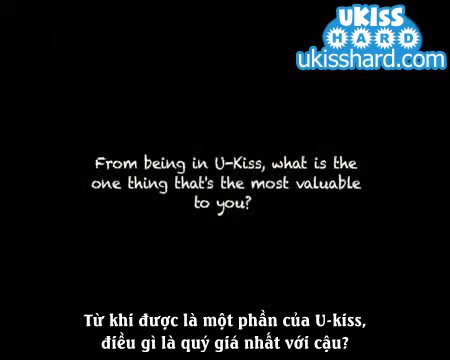 UKISS
HARD
ukisshard.com
From being in U-Kiss, what is the
one thing that's the most valuable
to you?
Từ khi được là một phần của U-kiss,
điều gì là quý giá nhất với cậu?